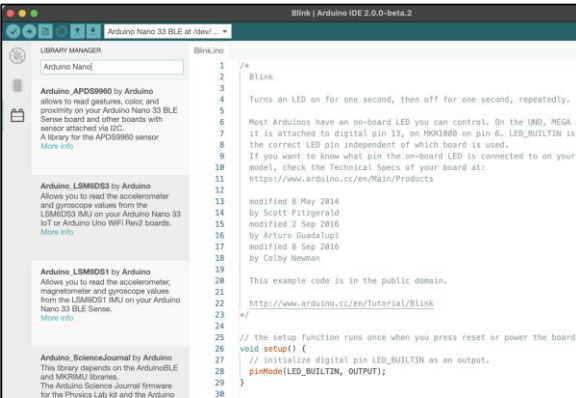 Blink | Arduino IDE 2.0.0-beta.2
Arduino Nano 33 BLE at /dev/...
LIBRARY MANAGER
Arduino Nano
Arduino_APDS9960 by Arduino
allows to read gestures, color, and
proximity on your Arduino Nano 33 BLE
Sense board and other boards with
sensor attached via I2C.
A library for the APDS9960 sensor
More info
Arduino_LSM6DS3 by Arduino
Allows you to read the accelerometer
and gyroscope values from the
LSM6DS3 IMU on your Arduino Nano 33
IoT or Arduino Uno WiFi Rev2 boards.
More info
Arduino_LSM9DS1 by Arduino
Allows you to read the accelerometer,
magnetometer and gyroscope values
from the LSM9DS1 IMU on your Arduino
Nano 33 BLE Sense.
More info
Arduino_ScienceJournal by Arduino
This library depends on the ArduinoBLE
and MKRIMU libraries.
The Arduino Science Journal firmware
for the Physics Lab kit and the Arduino
Blink.ino
1 /*
2 Blink
3
4 Turns an LED on for one second, then off for one second, repeatedly.
5
6 Most Arduinos have an on-board LED you can control. On the UNO, MEGA
7 it is attached to digital pin 13, on MKR1000 on pin 6. LED_BUILTIN is
8 the correct LED pin independent of which board is used.
9 If you want to know what pin the on-board LED is connected to on your
10 model, check the Technical Specs of your board at:
11 https://www.arduino.cc/en/Main/Products
12
13 modified 8 May 2014
14 by Scott Fitzgerald
15 modified 2 Sep 2016
16 by Arturo Guadalupi
17 modified 8 Sep 2016
18 by Colby Newman
19
20 This example code is in the public domain.
21
22 http://www.arduino.cc/en/Tutorial/Blink
23 */
24
25 // the setup function runs once when you press reset or power the board
26 void setup() {
27 // initialize digital pin LED_BUILTIN as an output.
28 pinMode(LED_BUILTIN, OUTPUT);
29 }
30